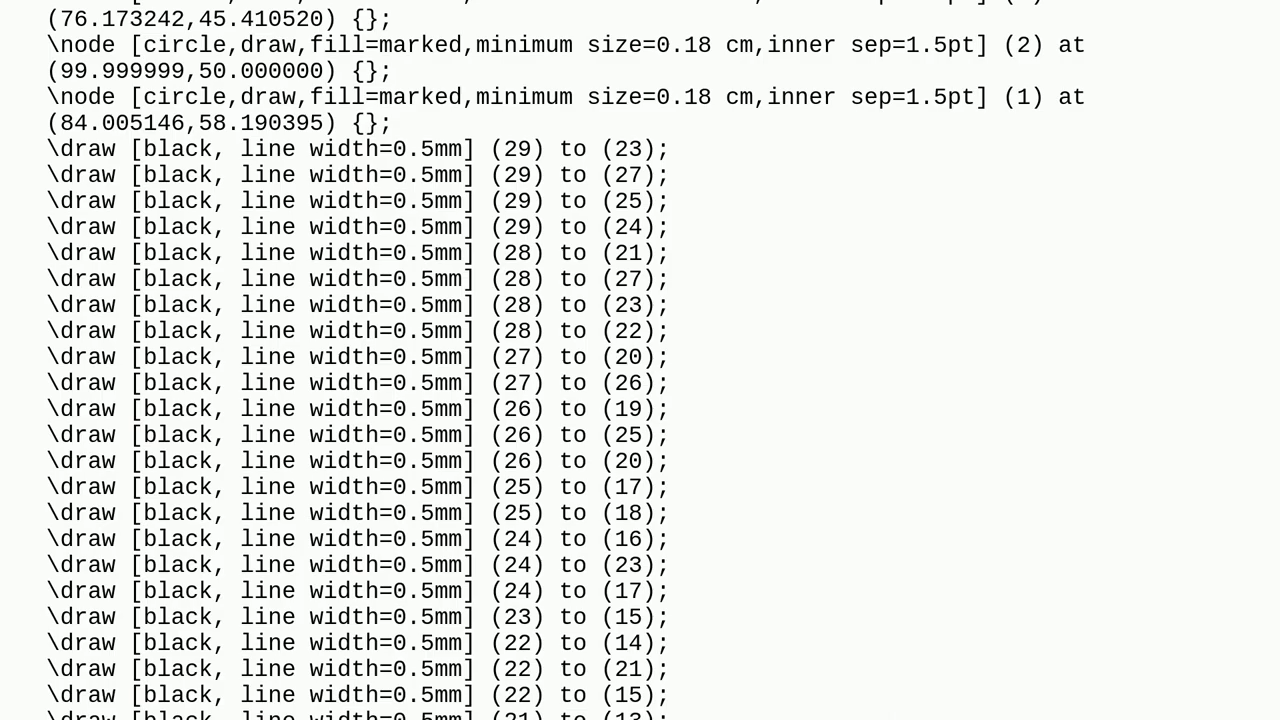 (76.173242,45.410520) {};
\node [circle,draw,fill=marked,minimum size=0.18 cm,inner sep=1.5pt] (2) at
(99.999999,50.000000) {};
\node [circle,draw,fill=marked,minimum size=0.18 cm,inner sep=1.5pt] (1) at
(84.005146,58.190395) {};
\draw [black, line width=0.5mm] (29) to (23);
\draw [black, line width=0.5mm] (29) to (27);
\draw [black, line width=0.5mm] (29) to (25);
\draw [black, line width=0.5mm] (29) to (24);
\draw [black, line width=0.5mm] (28) to (21);
\draw [black, line width=0.5mm] (28) to (27);
\draw [black, line width=0.5mm] (28) to (23);
\draw [black, line width=0.5mm] (28) to (22);
\draw [black, line width=0.5mm] (27) to (20);
\draw [black, line width=0.5mm] (27) to (26);
\draw [black, line width=0.5mm] (26) to (19);
\draw [black, line width=0.5mm] (26) to (25);
\draw [black, line width=0.5mm] (26) to (20);
\draw [black, line width=0.5mm] (25) to (17);
\draw [black, line width=0.5mm] (25) to (18);
\draw [black, line width=0.5mm] (24) to (16);
\draw [black, line width=0.5mm] (24) to (23);
\draw [black, line width=0.5mm] (24) to (17);
\draw [black, line width=0.5mm] (23) to (15);
\draw [black, line width=0.5mm] (22) to (14);
\draw [black, line width=0.5mm] (22) to (21);
\draw [black, line width=0.5mm] (22) to (15);
\draw [black, line width=0.5mm] (21) to (13);